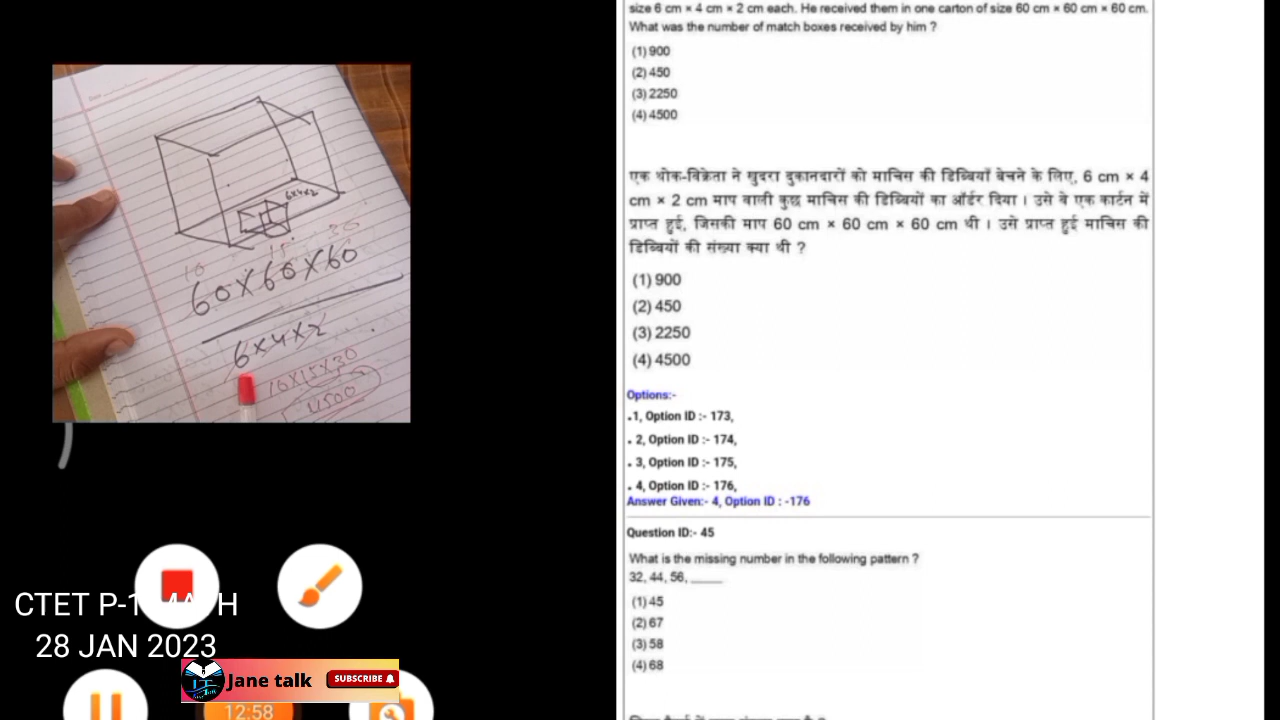 size 6 cm × 4 cm × 2 cm each. He received them in one carton of size 60 cm × 60 cm × 60 cm.
What was the number of match boxes received by him ?
(1) 900
(2) 450
(3) 2250
(4) 4500
एक थोक-विक्रेता ने खुदरा दुकानदारों को माचिस की डिब्बियाँ बेचने के लिए, 6 cm × 4
cm × 2 cm माप वाली कुछ माचिस की डिब्बियों का ऑर्डर दिया । उसे वे एक कार्टन में
प्राप्त हुई, जिसकी माप 60 cm × 60 cm × 60 cm थी । उसे प्राप्त हुई माचिस की
डिब्बियों की संख्या क्या थी ?
(1) 900
(2) 450
(3) 2250
(4) 4500
Options:-
.1, Option ID :- 173,
. 2, Option ID :- 174,
. 3, Option ID :- 175,
. 4, Option ID :- 176,
Answer Given:- 4, Option ID : -176
Question ID:- 45
What is the missing number in the following pattern ?
32, 44, 56, _____
(1) 45
(2) 67
(3) 58
(4) 68
6×4×2
10 15 30
60×60×60
6×4×2
10×15×30
4500
CTET P-1 MATH
28 JAN 2023
Jane talk
SUBSCRIBE
12:58